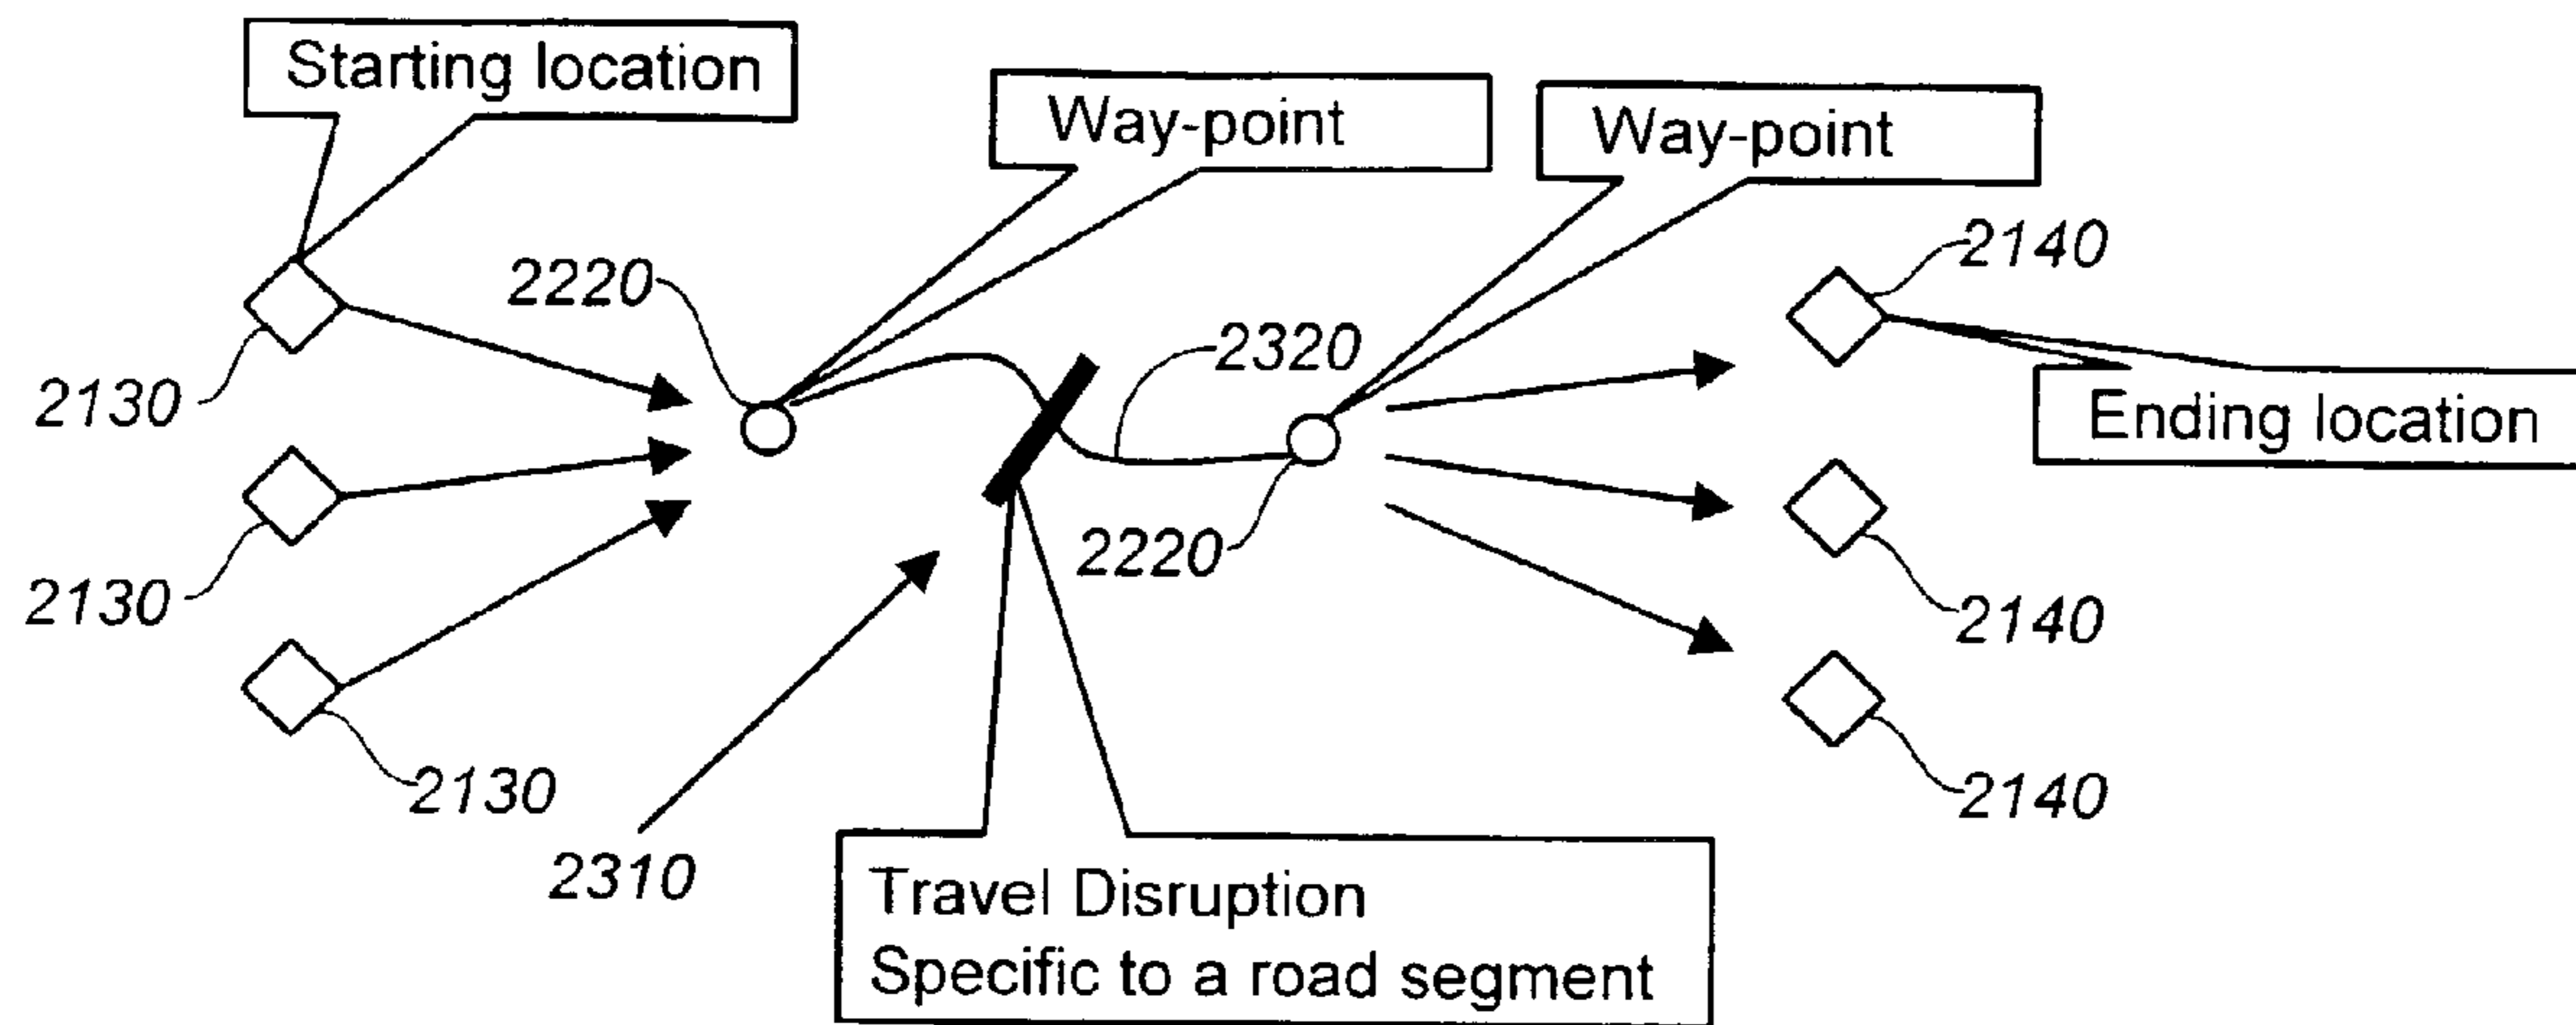 Starting location
Way-point
Way-point
2140
2220
2320
2130
Ending location
2220
2130
2140
2130
2310
2140
Travel Disruption
Specific to a road segment